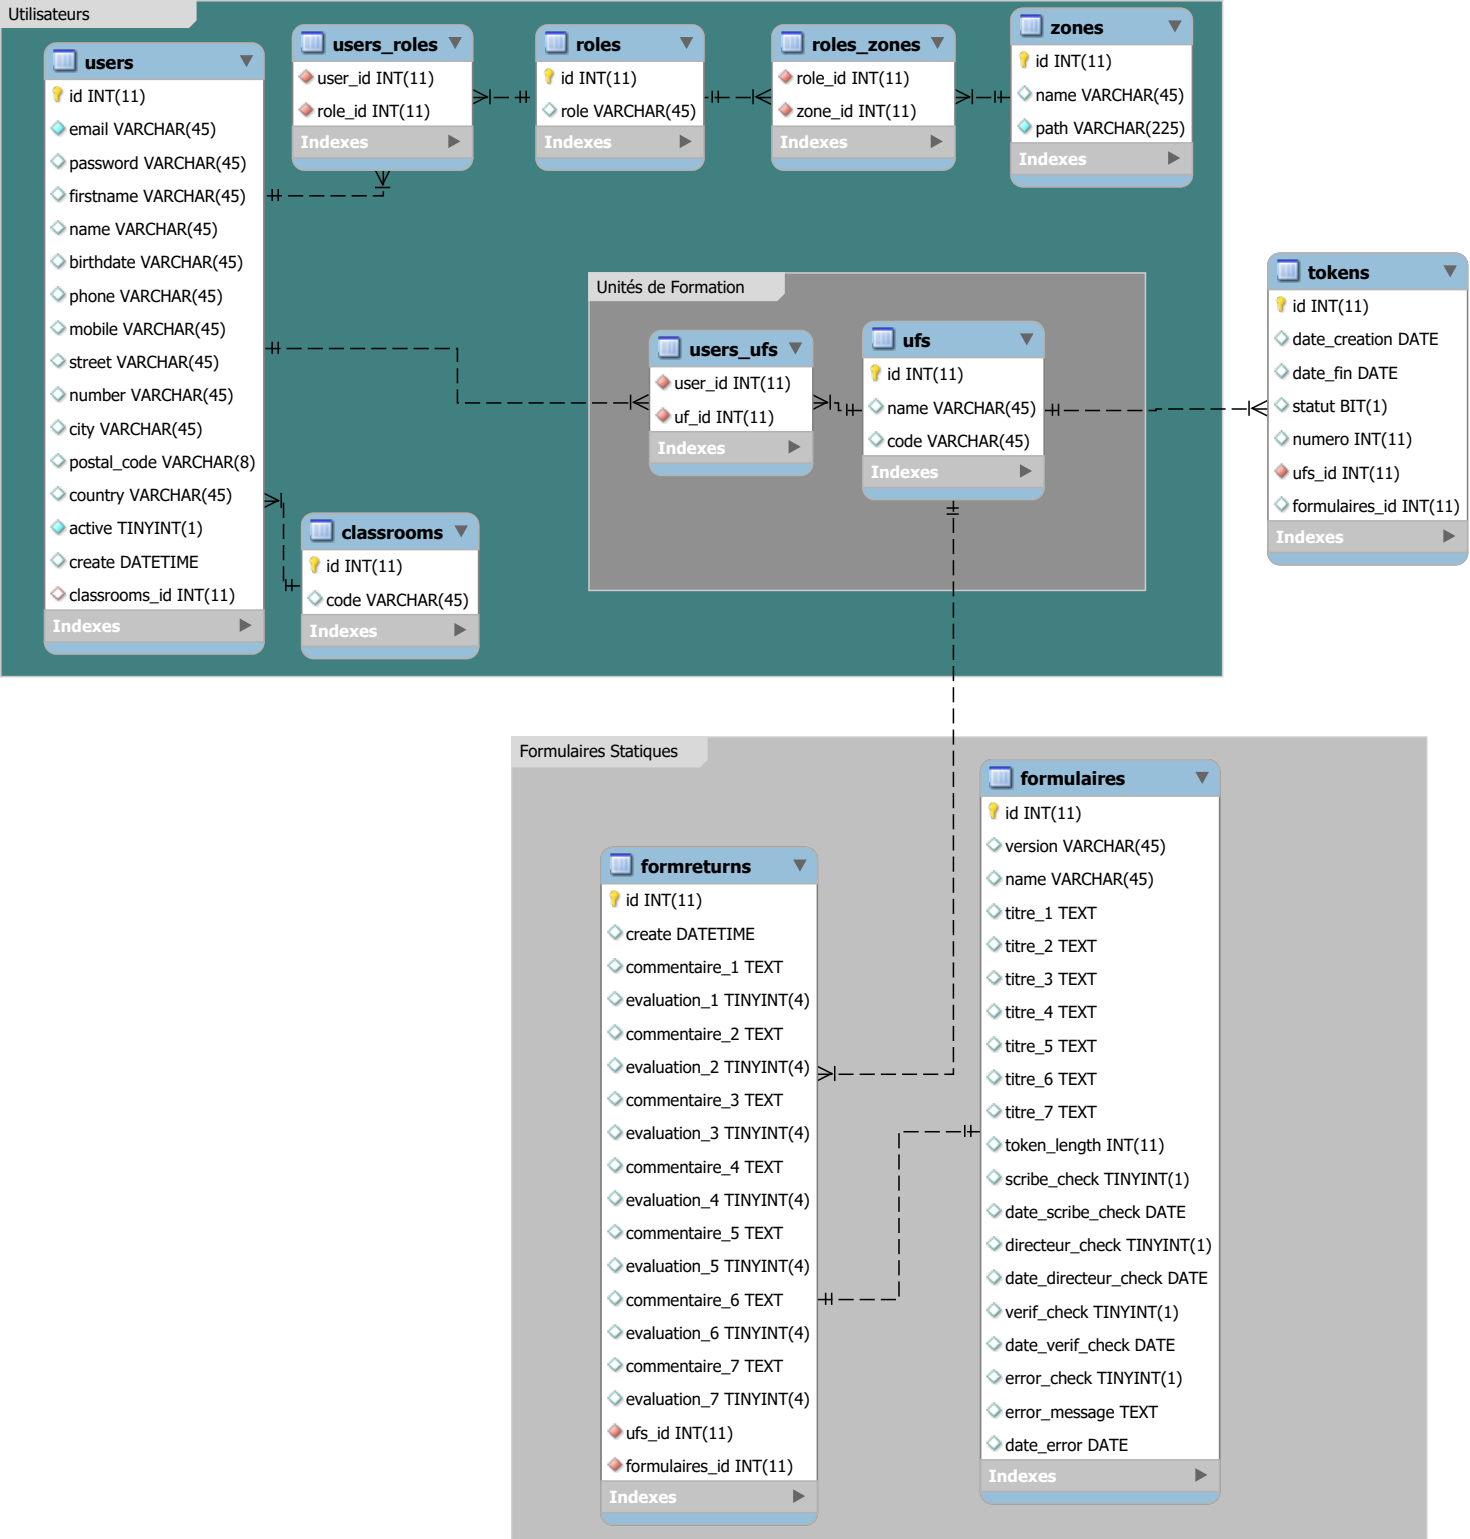 Utilisateurs
users
id INT(11)
email VARCHAR(45)
password VARCHAR(45)
firstname VARCHAR(45)
name VARCHAR(45)
birthdate VARCHAR(45)
phone VARCHAR(45)
mobile VARCHAR(45)
street VARCHAR(45)
number VARCHAR(45)
city VARCHAR(45)
postal_code VARCHAR(8)
country VARCHAR(45)
active TINYINT(1)
create DATETIME
classrooms_id INT(11)
Indexes
users_roles
user_id INT(11)
role_id INT(11)
Indexes
roles
id INT(11)
role VARCHAR(45)
Indexes
roles_zones
role_id INT(11)
zone_id INT(11)
Indexes
zones
id INT(11)
name VARCHAR(45)
path VARCHAR(225)
Indexes
classrooms
id INT(11)
code VARCHAR(45)
Indexes
Unités de Formation
users_ufs
user_id INT(11)
uf_id INT(11)
Indexes
ufs
id INT(11)
name VARCHAR(45)
code VARCHAR(45)
Indexes
tokens
id INT(11)
date_creation DATE
date_fin DATE
statut BIT(1)
numero INT(11)
ufs_id INT(11)
formulaires_id INT(11)
Indexes
Formulaires Statiques
formreturns
id INT(11)
create DATETIME
commentaire_1 TEXT
evaluation_1 TINYINT(4)
commentaire_2 TEXT
evaluation_2 TINYINT(4)
commentaire_3 TEXT
evaluation_3 TINYINT(4)
commentaire_4 TEXT
evaluation_4 TINYINT(4)
commentaire_5 TEXT
evaluation_5 TINYINT(4)
commentaire_6 TEXT
evaluation_6 TINYINT(4)
commentaire_7 TEXT
evaluation_7 TINYINT(4)
ufs_id INT(11)
formulaires_id INT(11)
Indexes
formulaires
id INT(11)
version VARCHAR(45)
name VARCHAR(45)
titre_1 TEXT
titre_2 TEXT
titre_3 TEXT
titre_4 TEXT
titre_5 TEXT
titre_6 TEXT
titre_7 TEXT
token_length INT(11)
scribe_check TINYINT(1)
date_scribe_check DATE
directeur_check TINYINT(1)
date_directeur_check DATE
verif_check TINYINT(1)
date_verif_check DATE
error_check TINYINT(1)
error_message TEXT
date_error DATE
Indexes